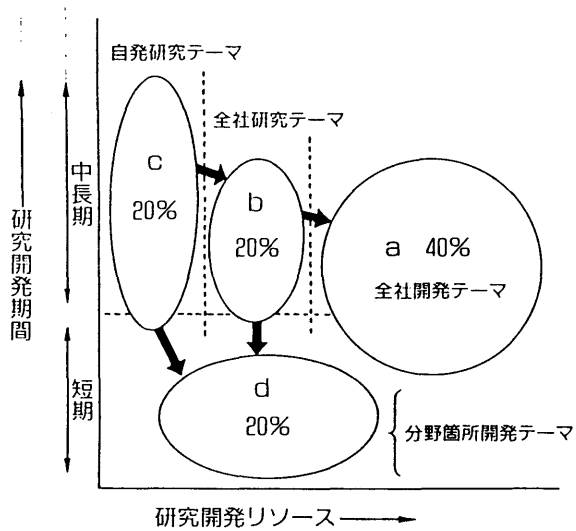 自発研究テーマ
全社研究テーマ
研究開発期間
中長期
短期
c
20%
b
20%
a 40%
全社開発テーマ
d
20%
分野箇所開発テーマ
研究開発リソース